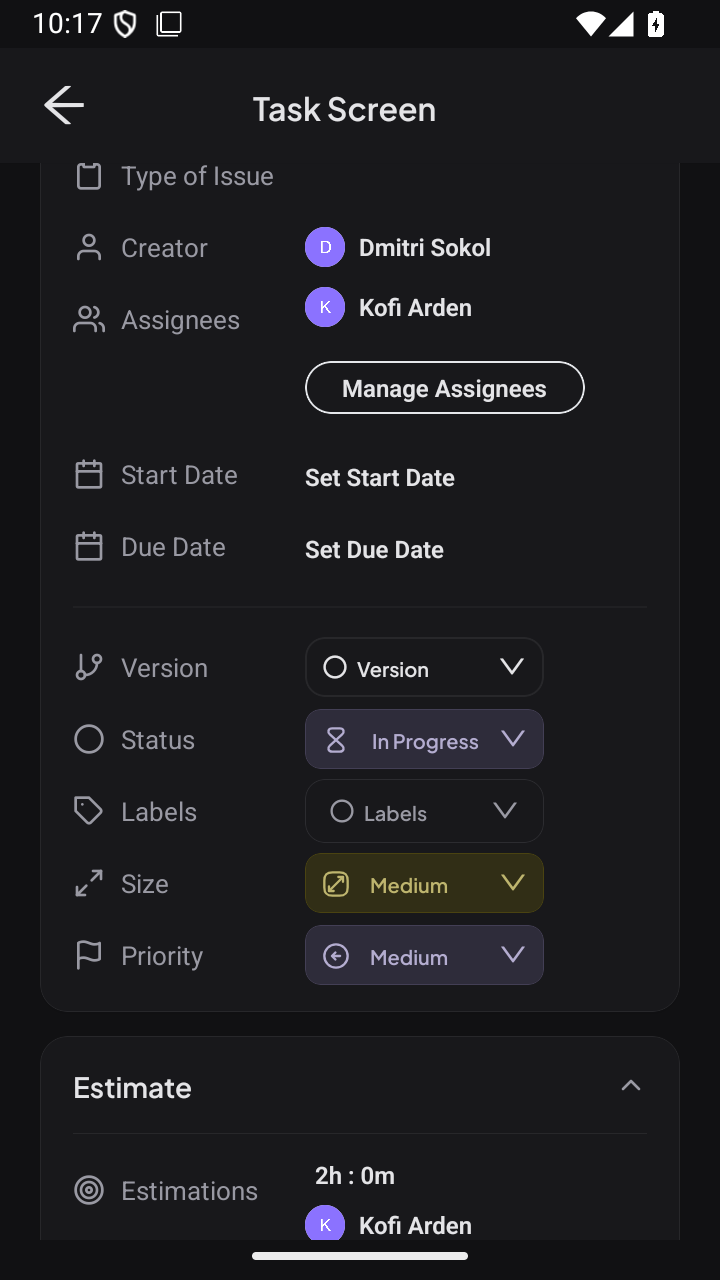 10:17
Task Screen
Type of Issue
Creator
D Dmitri Sokol
Assignees
K Kofi Arden
Manage Assignees
Start Date
Set Start Date
Due Date
Set Due Date
Version
Version
Status
In Progress
Labels
Labels
Size
Medium
Priority
Medium
Estimate
Estimations
2h : 0m
K Kofi Arden